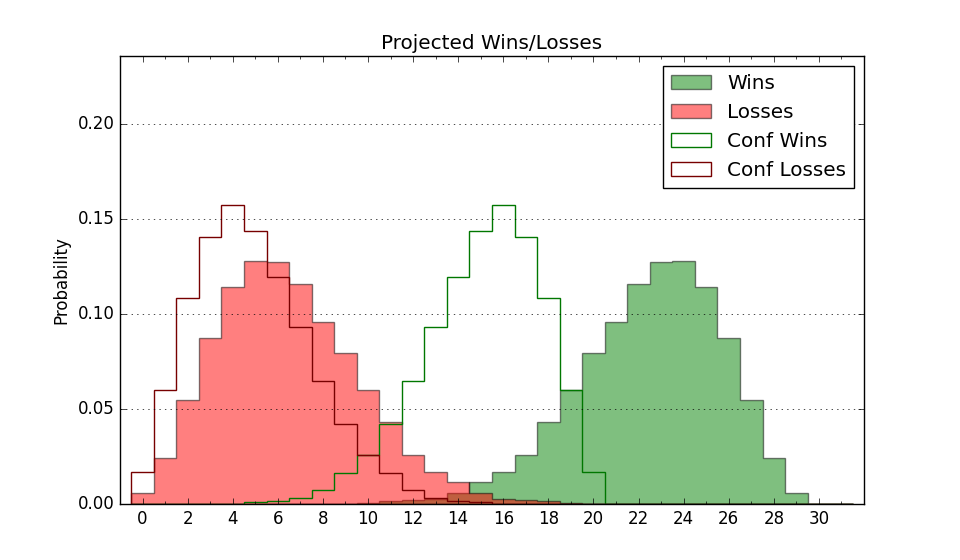 Projected Wins/Losses
Wins
Losses
Conf Wins
Conf Losses
0.20
0.15
0.10
0.05
0.00
Probability
0 2 4 6 8 10 12 14 16 18 20 22 24 26 28 30